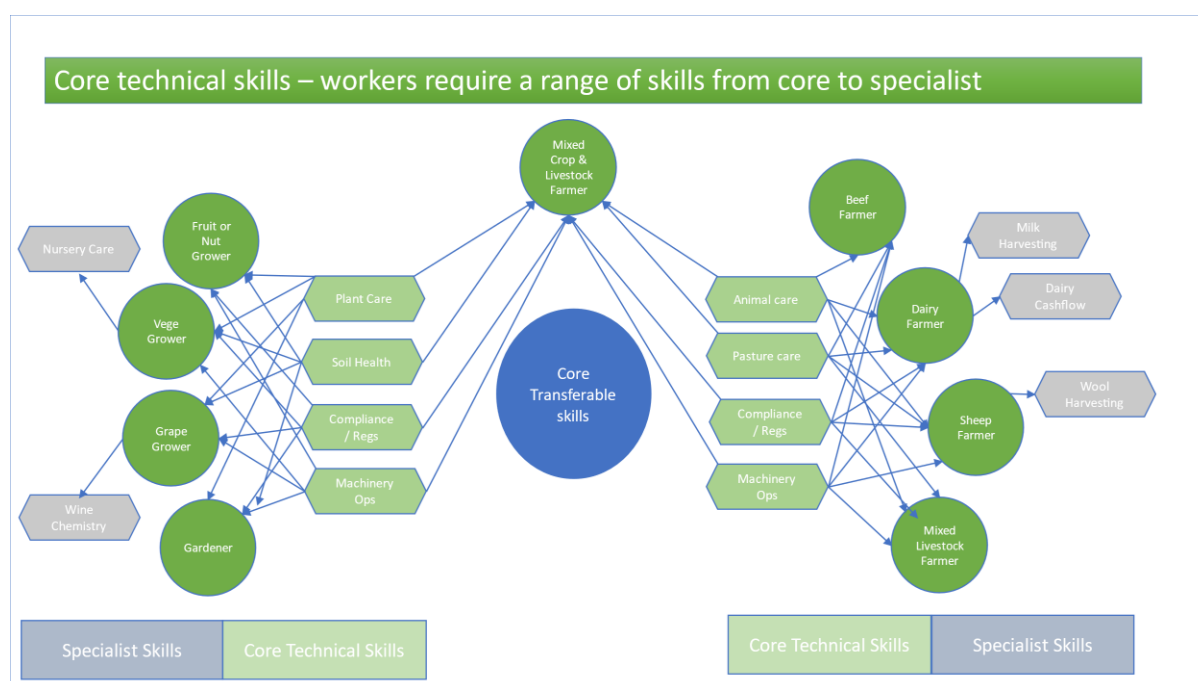 Core technical skills – workers require a range of skills from core to specialist
Mixed
Crop &
Livestock
Farmer
Fruit or
Nut
Grower
Nursery Care
Vege
Grower
Grape
Grower
Wine
Chemistry
Gardener
Plant Care
Soil Health
Compliance
/ Regs
Machinery
Ops
Core
Transferable
skills
Animal care
Pasture care
Compliance
/ Regs
Machinery
Ops
Beef
Farmer
Dairy
Farmer
Sheep
Farmer
Mixed
Livestock
Farmer
Milk
Harvesting
Dairy
Cashflow
Wool
Harvesting
Specialist Skills
Core Technical Skills
Core Technical Skills
Specialist Skills